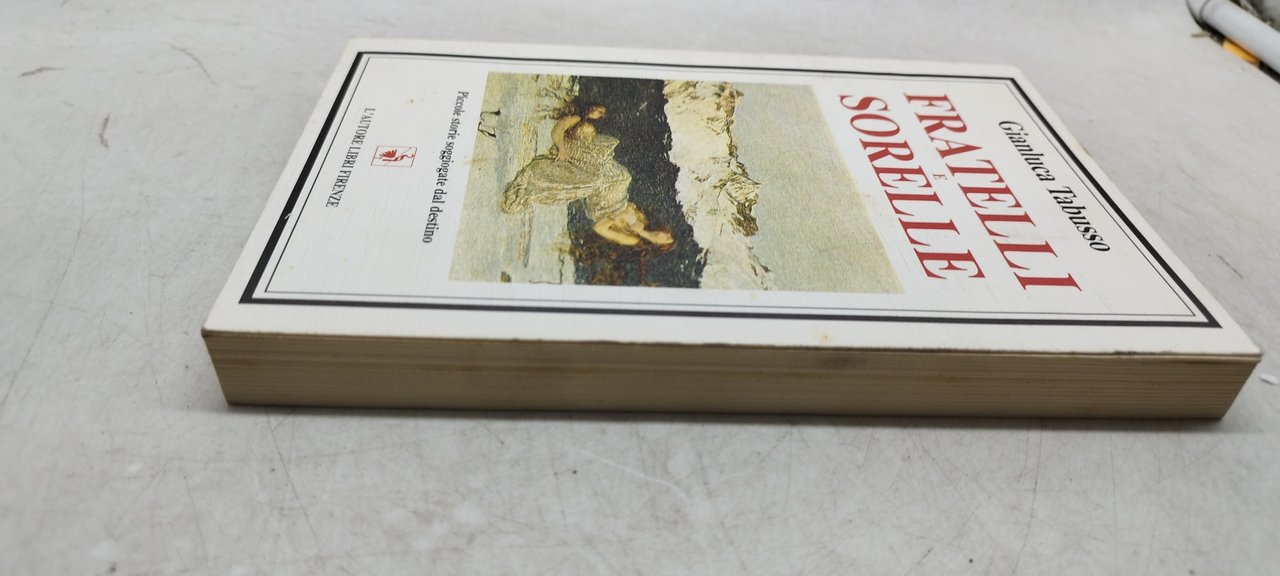 Gianluca Tabusso
FRATELLI
E
SORELLE
Piccole storie soggiogate dal destino
L'AUTORE LIBRI FIRENZE